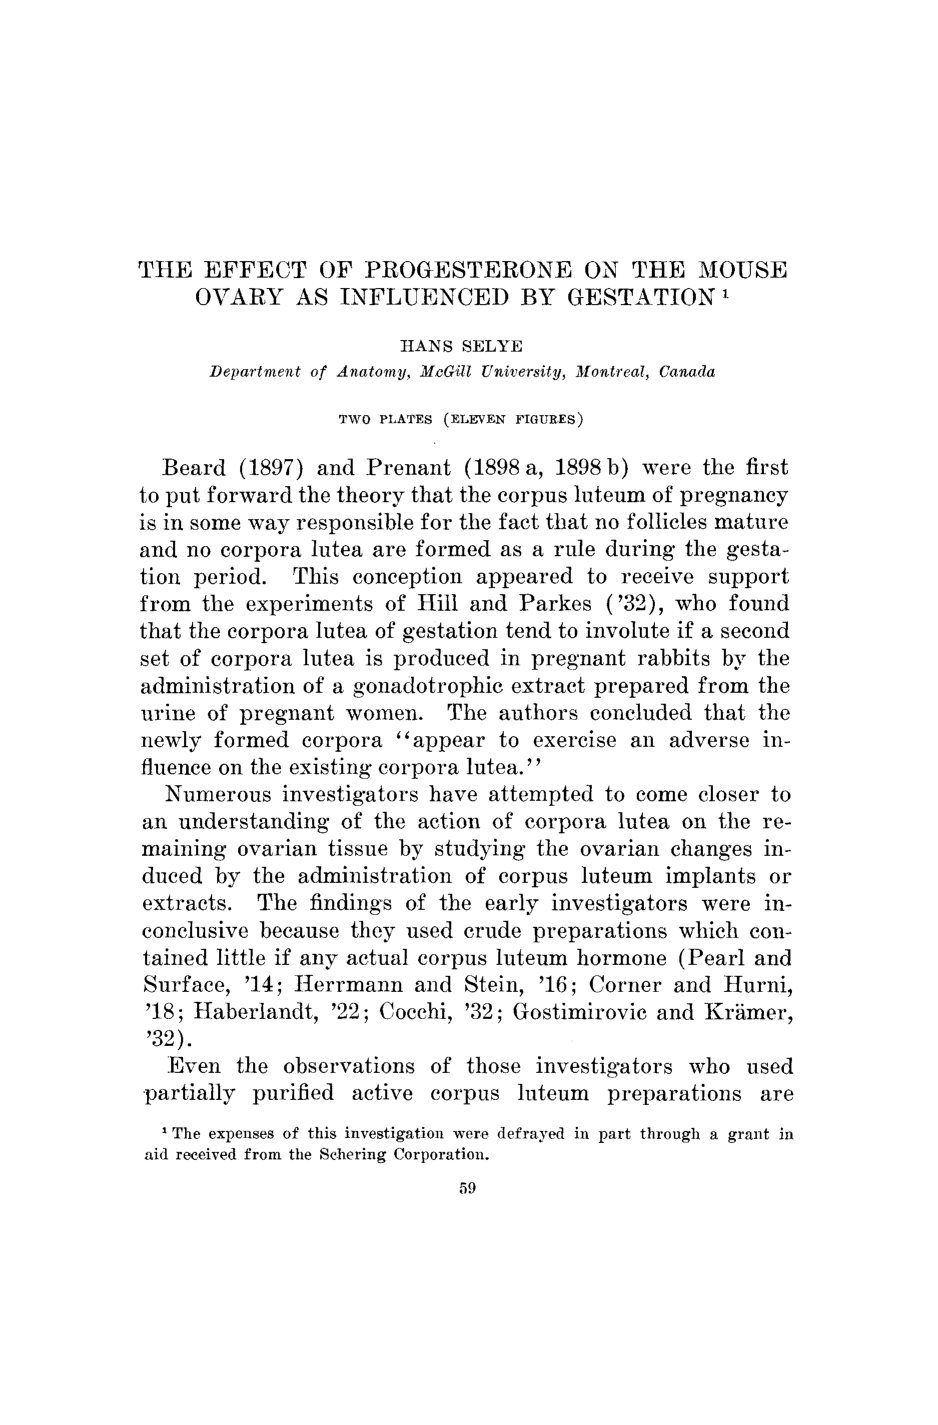 THE EFFECT OF PROGESTERONE ON THE MOUSE
OVARY AS INFLUENCED BY GESTATION ¹
HANS SELYE
Department of Anatomy, McGill University, Montreal, Canada
TWO PLATES (ELEVEN FIGURES)
Beard (1897) and Prenant (1898 a, 1898 b) were the first
to put forward the theory that the corpus luteum of pregnancy
is in some way responsible for the fact that no follicles mature
and no corpora lutea are formed as a rule during the gesta-
tion period. This conception appeared to receive support
from the experiments of Hill and Parkes ('32), who found
that the corpora lutea of gestation tend to involute if a second
set of corpora lutea is produced in pregnant rabbits by the
administration of a gonadotrophic extract prepared from the
urine of pregnant women. The authors concluded that the
newly formed corpora ‘‘appear to exercise an adverse in-
fluence on the existing corpora lutea.’’
Numerous investigators have attempted to come closer to
an understanding of the action of corpora lutea on the re-
maining ovarian tissue by studying the ovarian changes in-
duced by the administration of corpus luteum implants or
extracts. The findings of the early investigators were in-
conclusive because they used crude preparations which con-
tained little if any actual corpus luteum hormone (Pearl and
Surface, '14; Herrmann and Stein, '16; Corner and Hurni,
'18; Haberlandt, '22; Cocchi, '32; Gostimirovic and Krämer,
'32).
Even the observations of those investigators who used
partially purified active corpus luteum preparations are
¹ The expenses of this investigation were defrayed in part through a grant in
aid received from the Schering Corporation.
59